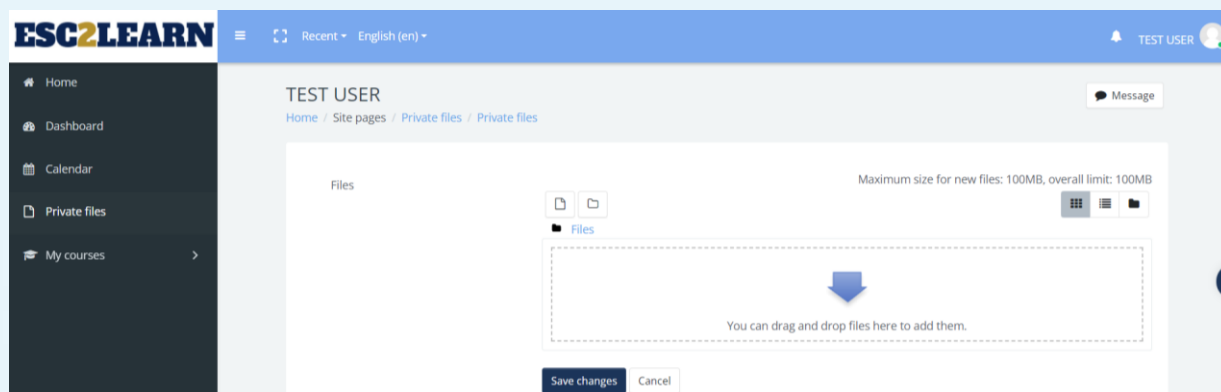 ESC2LEARN
Recent English (en)
TEST USER
Home
Dashboard
Calendar
Private files
My courses
TEST USER
Message
Home / Site pages / Private files / Private files
Files
Maximum size for new files: 100MB, overall limit: 100MB
Files
You can drag and drop files here to add them.
Save changes Cancel